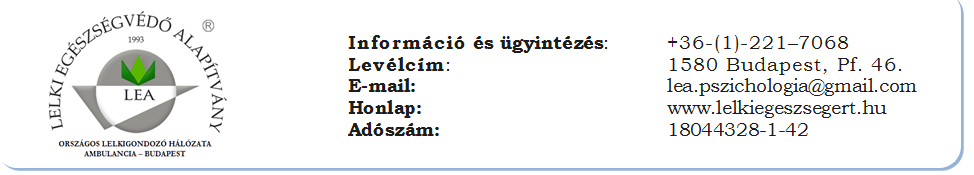 LELKI EGÉSZSÉGVÉDŐ ALAPÍTVÁNY ®
1993
LEA
ORSZÁGOS LELKIGONDOZÓ HÁLÓZATA
AMBULANCIA – BUDAPEST
Információ és ügyintézés: +36-(1)-221–7068
Levélcím: 1580 Budapest, Pf. 46.
E-mail: lea.pszichologia@gmail.com
Honlap: www.lelkiegeszsegert.hu
Adószám: 18044328-1-42